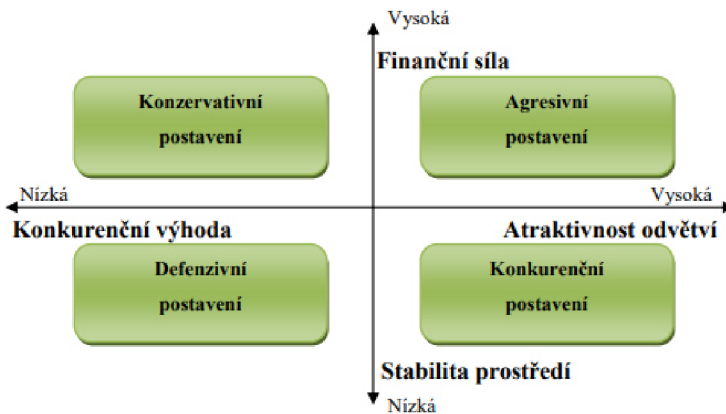 Vysoká
Finanční síla
Konzervativní
postavení
Agresivní
postavení
Nízká
Vysoká
Konkurenční výhoda
Atraktivnost odvětví
Defenzivní
postavení
Konkurenční
postavení
Stabilita prostředí
Nízká